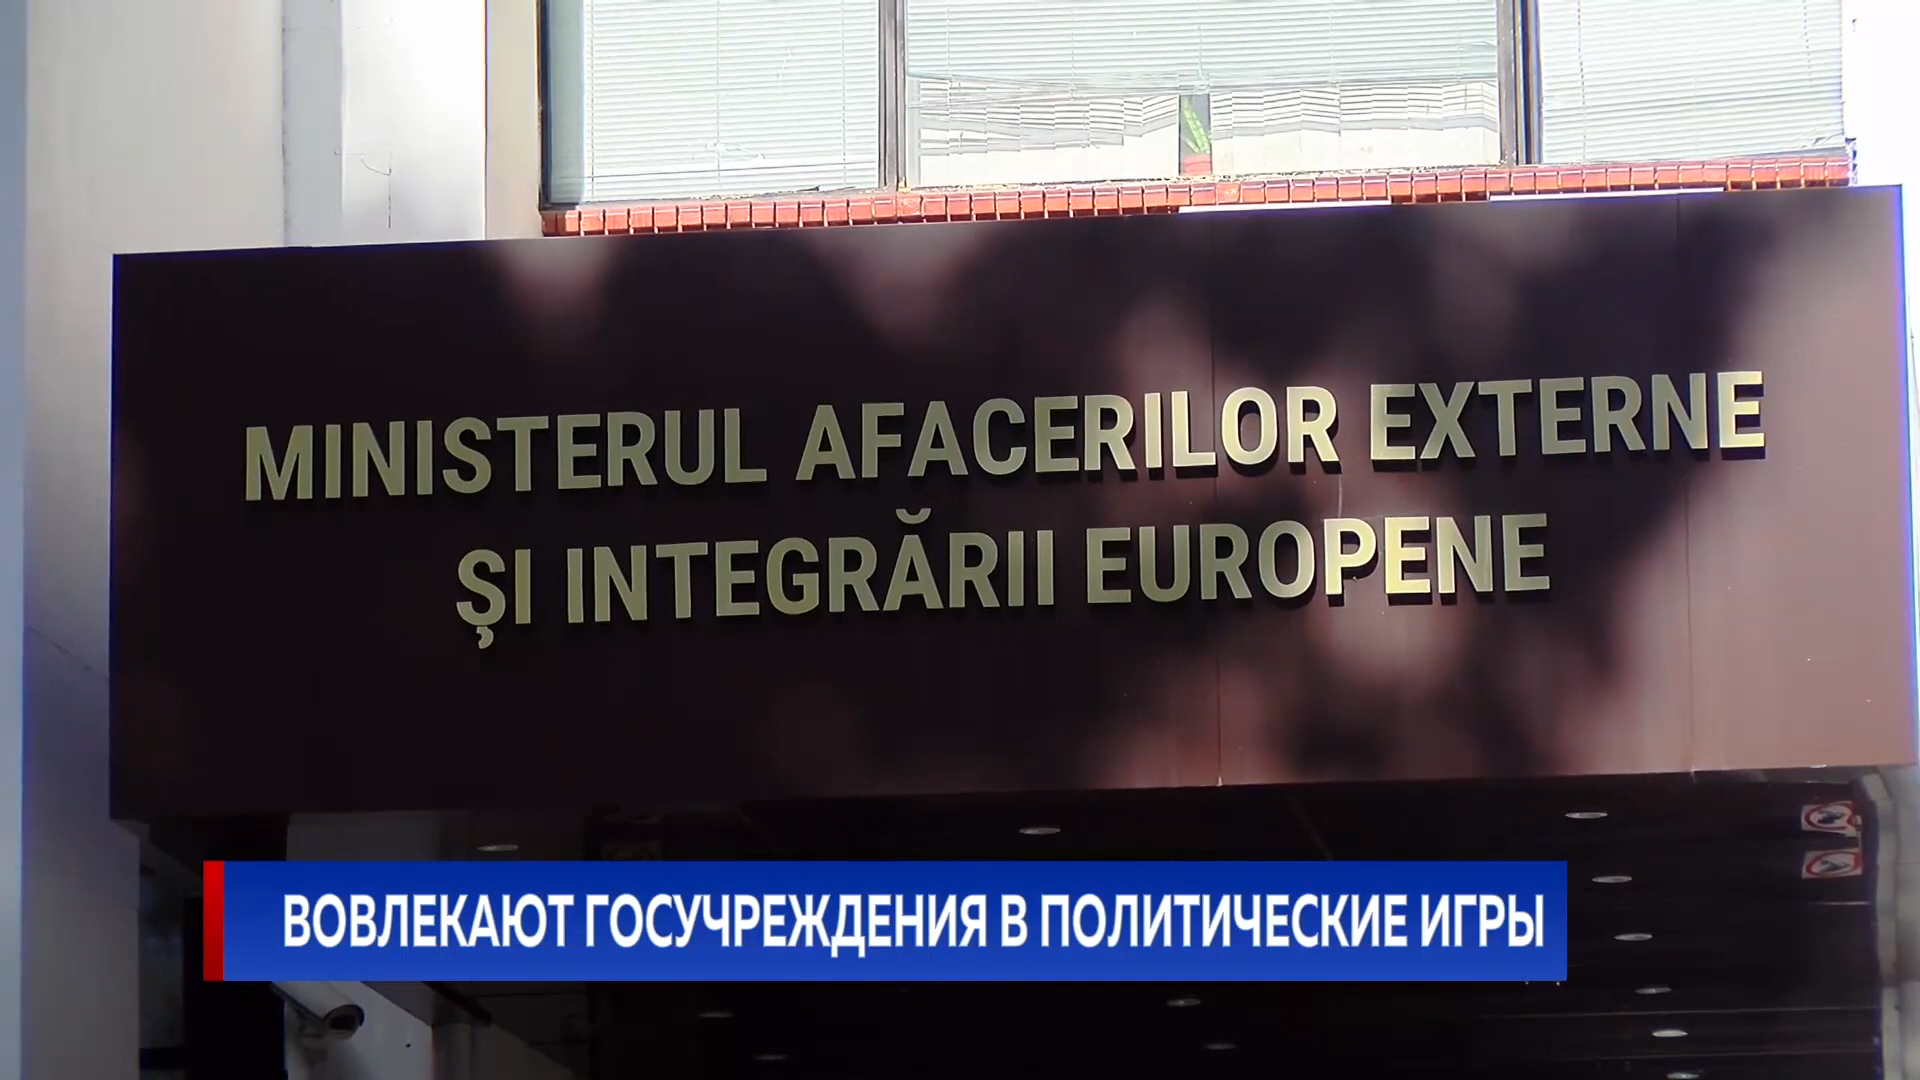 MINISTERUL AFACERILOR EXTERNE
ȘI INTEGRĂRII EUROPENE
ВОВЛЕКАЮТ ГОСУЧРЕЖДЕНИЯ В ПОЛИТИЧЕСКИЕ ИГРЫ